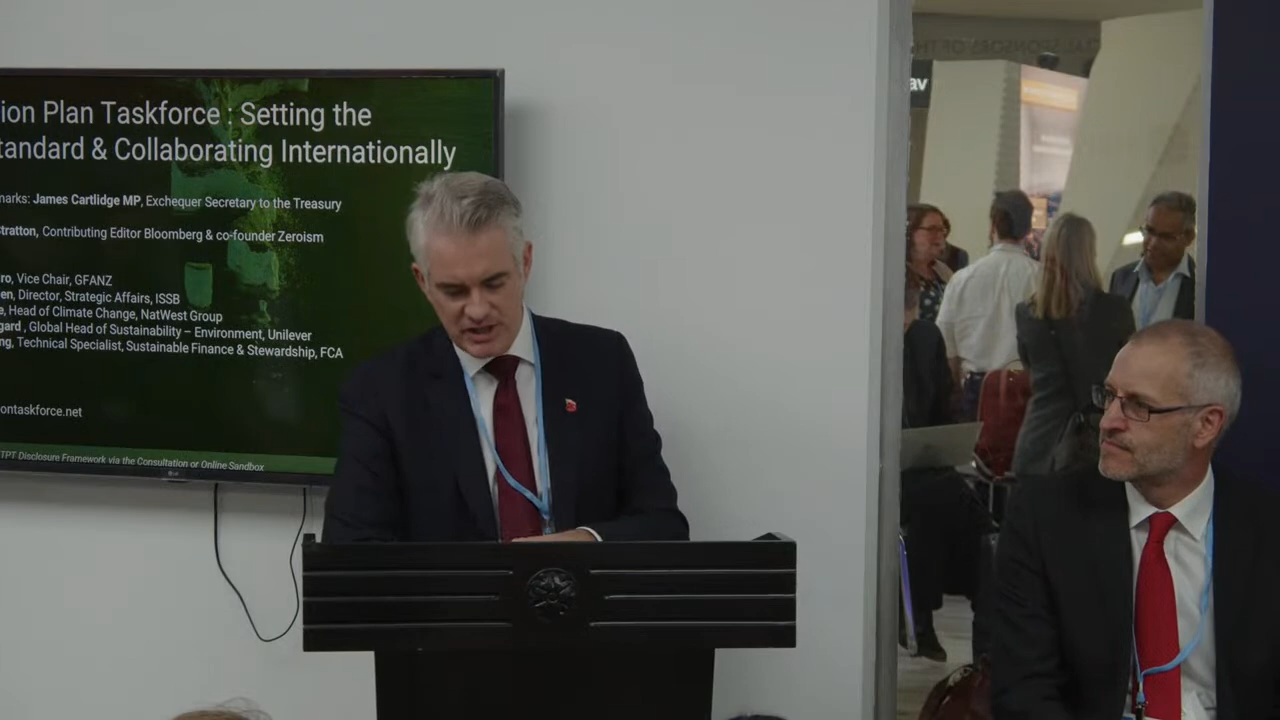 ion Plan Taskforce : Setting the
tandard & Collaborating Internationally
marks: James Cartlidge MP, Exchequer Secretary to the Treasury
Stratton, Contributing Editor Bloomberg & co-founder Zeroism
ro, Vice Chair, GFANZ
en, Director, Strategic Affairs, ISSB
e, Head of Climate Change, NatWest Group
gard , Global Head of Sustainability – Environment, Unilever
ng, Technical Specialist, Sustainable Finance & Stewardship, FCA
ontaskforce.net
TPT Disclosure Framework via the Consultation or Online Sandbox
LG
av